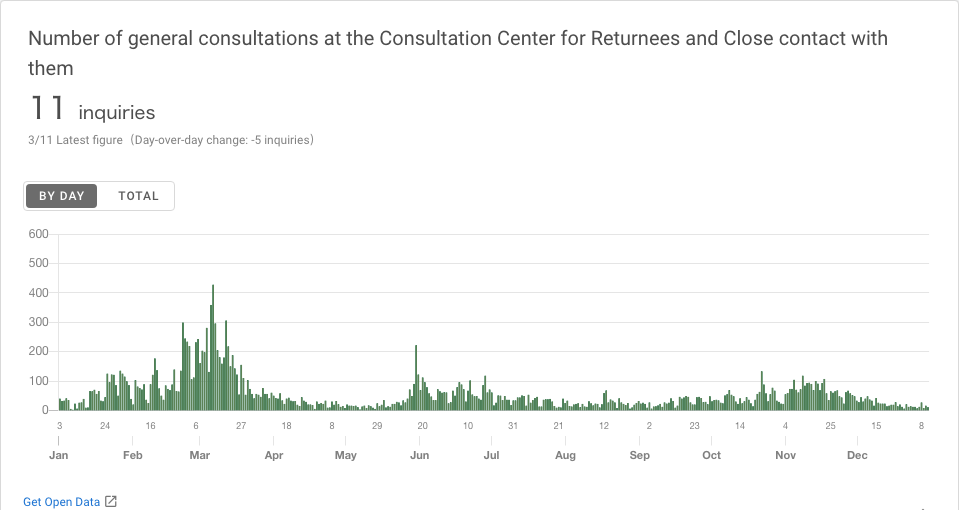 Number of general consultations at the Consultation Center for Returnees and Close contact with
them
11 inquiries
3/11 Latest figure (Day-over-day change: -5 inquiries)
BY DAY TOTAL
600
500
400
300
200
100
0
3 24 16 6 27 18 8 29 20 10 31 21 12 2 23 14 4 25 15 8
Jan Feb Mar Apr May Jun Jul Aug Sep Oct Nov Dec
Get Open Data